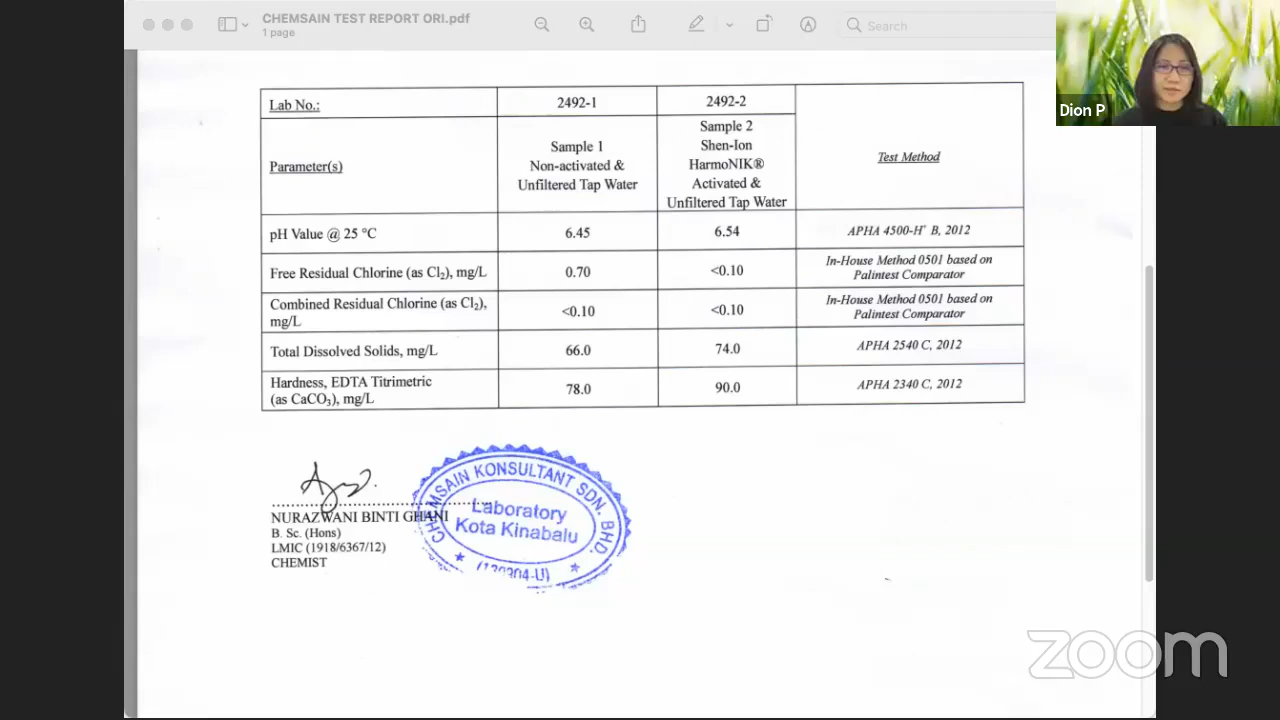 CHEMSAIN TEST REPORT ORI.pdf
1 page
Search
Dion P
Lab No.:
2492-1
2492-2
Test Method
Parameter(s)
Sample 1
Non-activated &
Unfiltered Tap Water
Sample 2
Shen-Ion
HarmoNIK®
Activated &
Unfiltered Tap Water
pH Value @ 25 °C
6.45
6.54
APHA 4500-H⁺ B, 2012
Free Residual Chlorine (as Cl₂), mg/L
0.70
<0.10
In-House Method 0501 based on
Palintest Comparator
Combined Residual Chlorine (as Cl₂),
mg/L
<0.10
<0.10
In-House Method 0501 based on
Palintest Comparator
Total Dissolved Solids, mg/L
66.0
74.0
APHA 2540 C, 2012
Hardness, EDTA Titrimetric
(as CaCO₃), mg/L
78.0
90.0
APHA 2340 C, 2012
NURAZWANI BINTI GHANI
B. Sc. (Hons)
LMIC (1918/6367/12)
CHEMIST
CHEMSAIN KONSULTANT SDN. BHD.
Laboratory
Kota Kinabalu
zoom